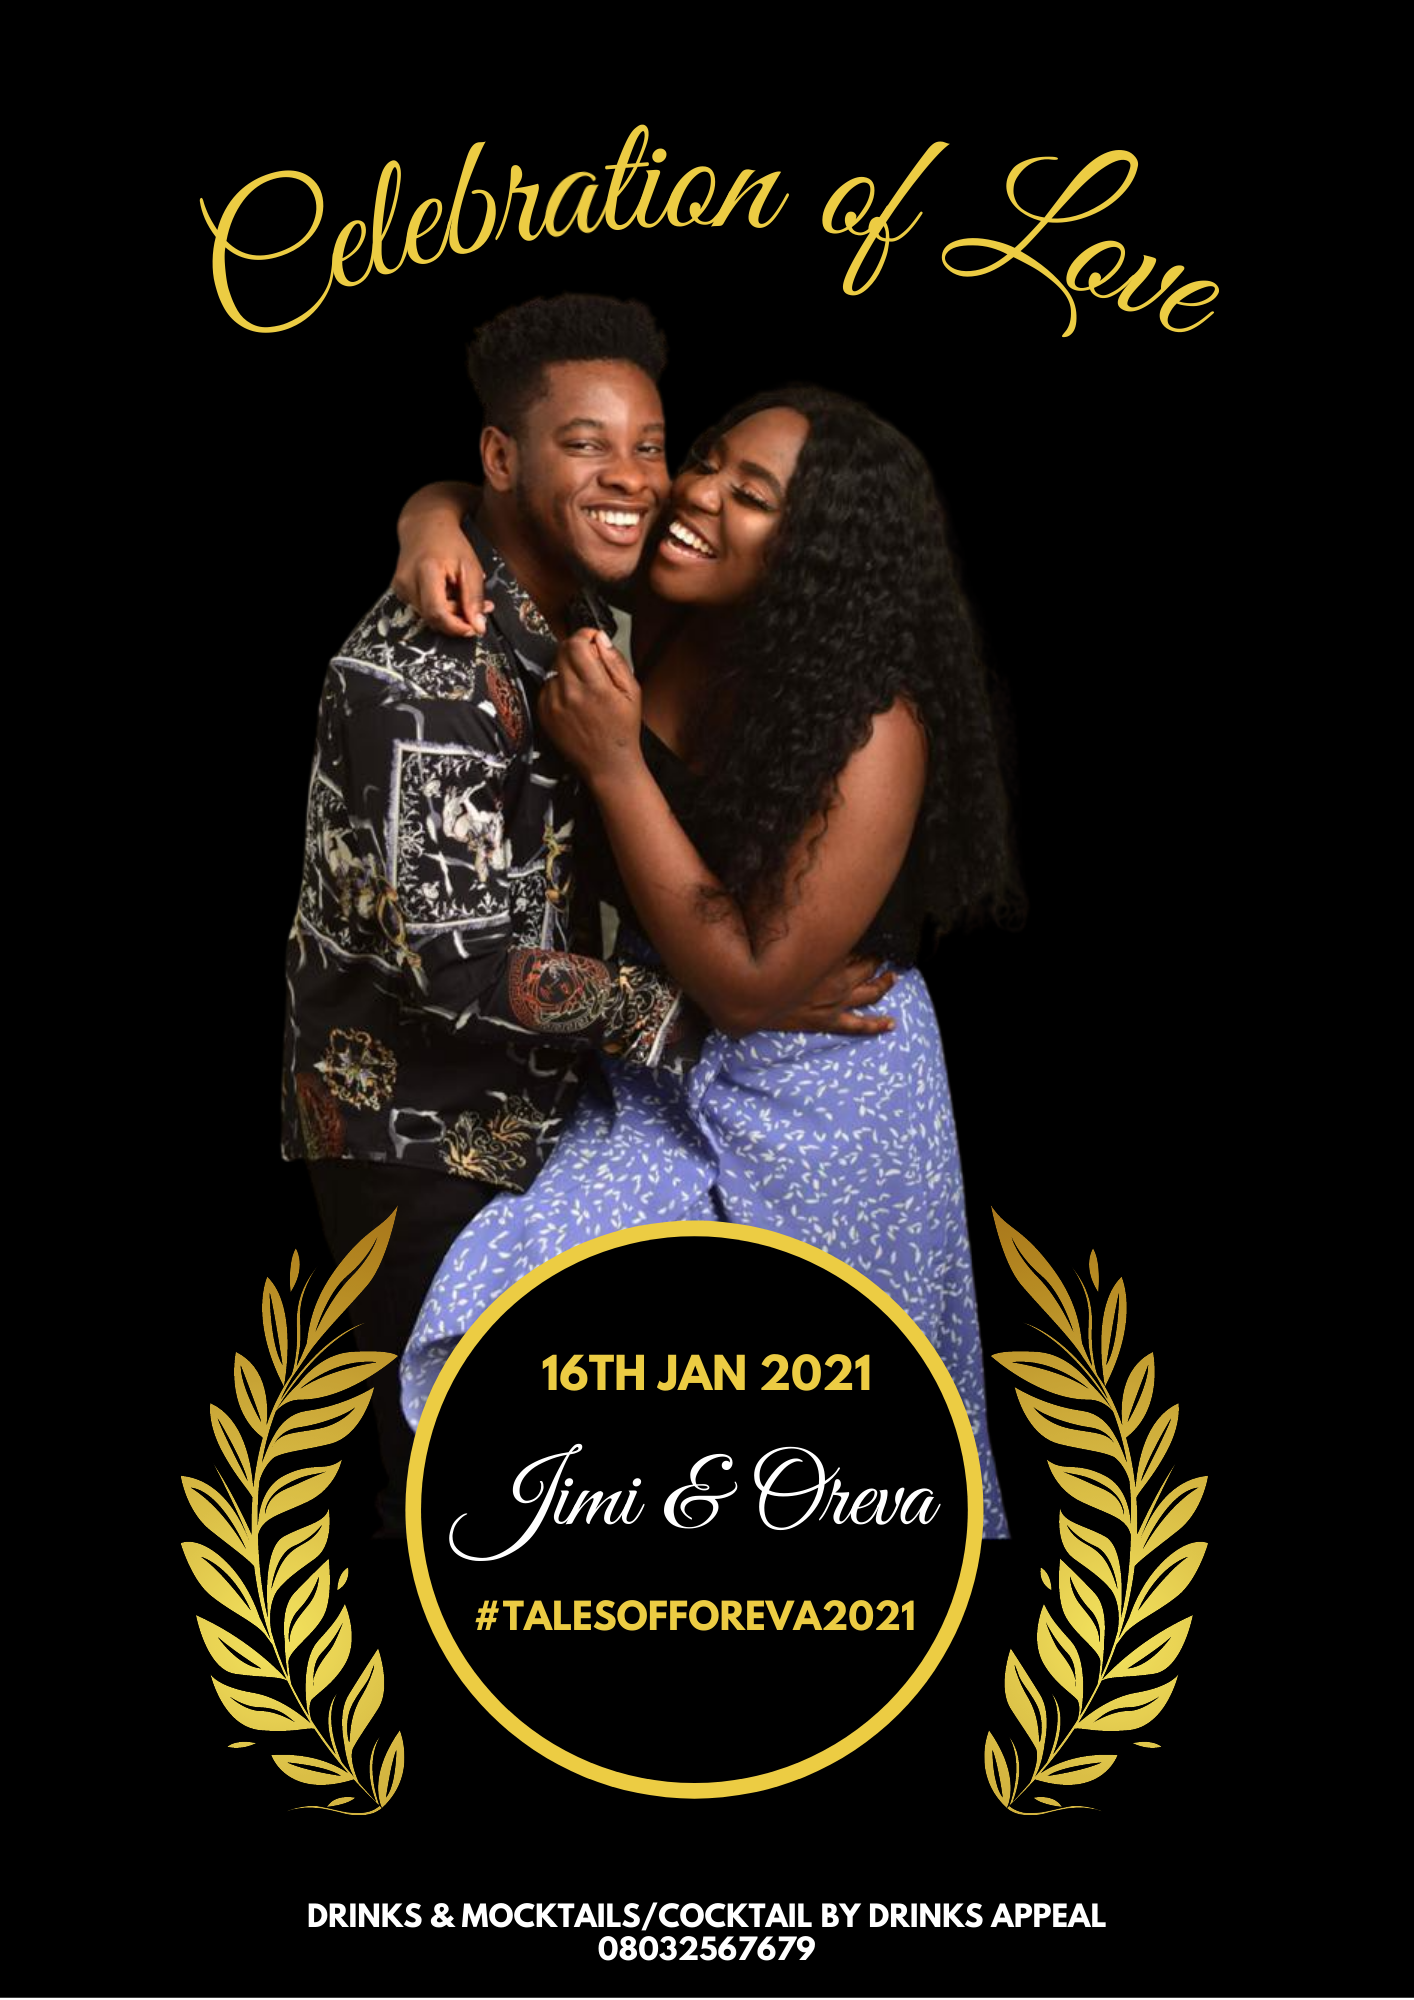 Celebration of Love
16TH JAN 2021
Jimi & Oreva
#TALESOFFOREVA2021
DRINKS & MOCKTAILS/COCKTAIL BY DRINKS APPEAL
08032567679